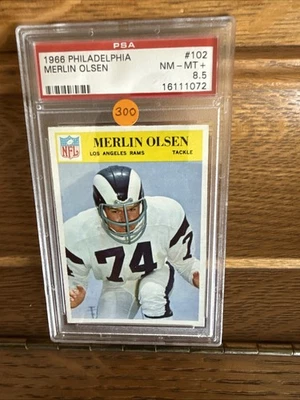 PSA
1966 PHILADELPHIA #102
MERLIN OLSEN NM-MT+
8.5
16111072
300
NFL
MERLIN OLSEN
LOS ANGELES RAMS TACKLE
74
74